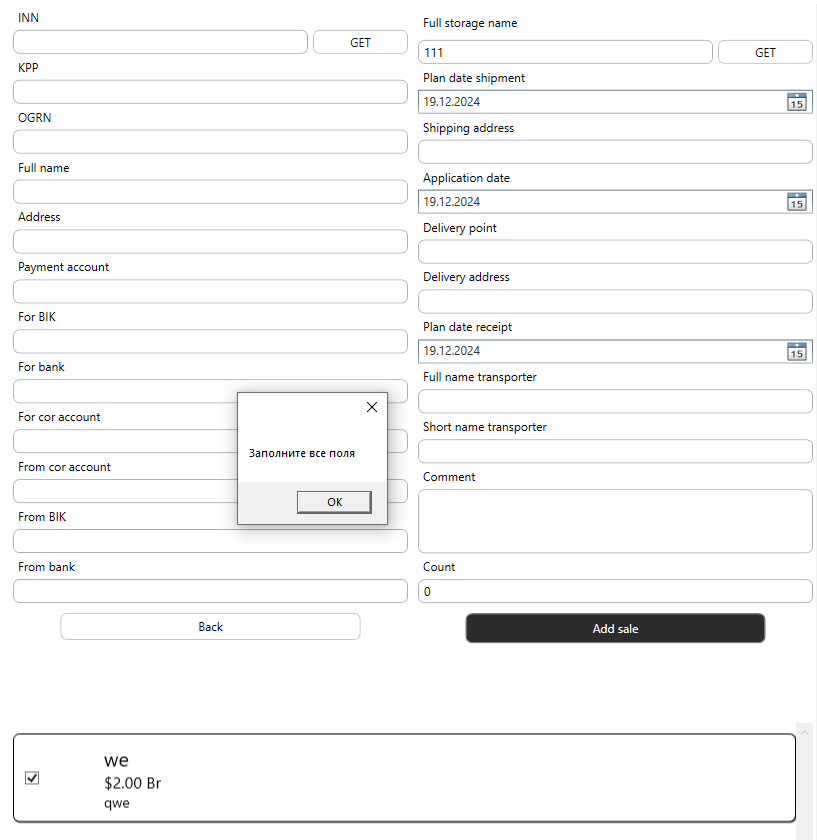 INN
GET
KPP
OGRN
Full name
Address
Payment account
For BIK
For bank
For cor account
From cor account
From BIK
From bank
Back
Full storage name
111
GET
Plan date shipment
19.12.2024
15
Shipping address
Application date
19.12.2024
15
Delivery point
Delivery address
Plan date receipt
19.12.2024
15
Full name transporter
Short name transporter
Comment
Count
0
Add sale
Заполните все поля
OK
we
$2.00 Br
qwe